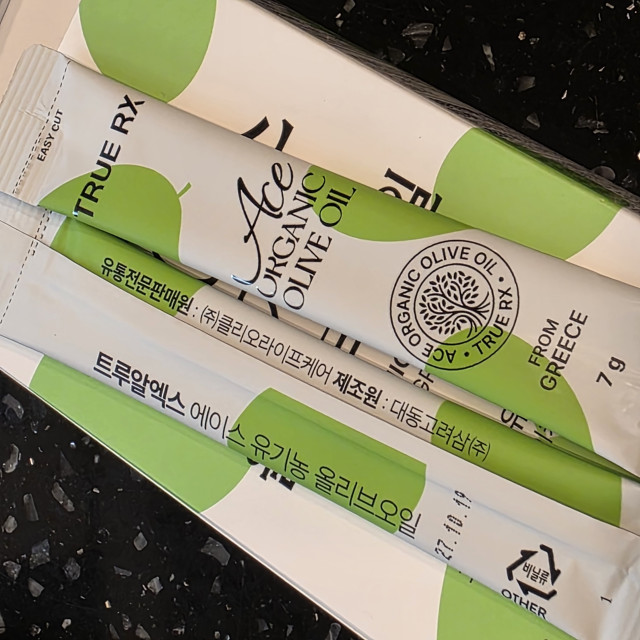 EASY CUT
TRUE RX
Ace
ORGANIC
OLIVE OIL
ACE ORGANIC OLIVE OIL • TRUE RX •
FROM
GREECE
7 g
유통전문판매원 : ㈜클리오라이프케어 제조원 : 대동고려삼㈜
트루알엑스 에이스 유기농 올리브오일
27.10.19
비닐류
OTHER
1